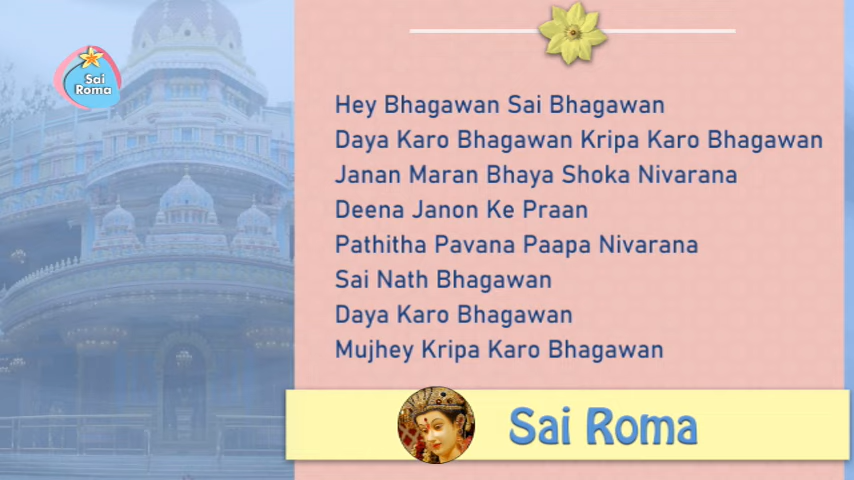 Sai
Roma
Hey Bhagawan Sai Bhagawan
Daya Karo Bhagawan Kripa Karo Bhagawan
Janan Maran Bhaya Shoka Nivarana
Deena Janon Ke Praan
Pathitha Pavana Paapa Nivarana
Sai Nath Bhagawan
Daya Karo Bhagawan
Mujhey Kripa Karo Bhagawan
Sai Roma